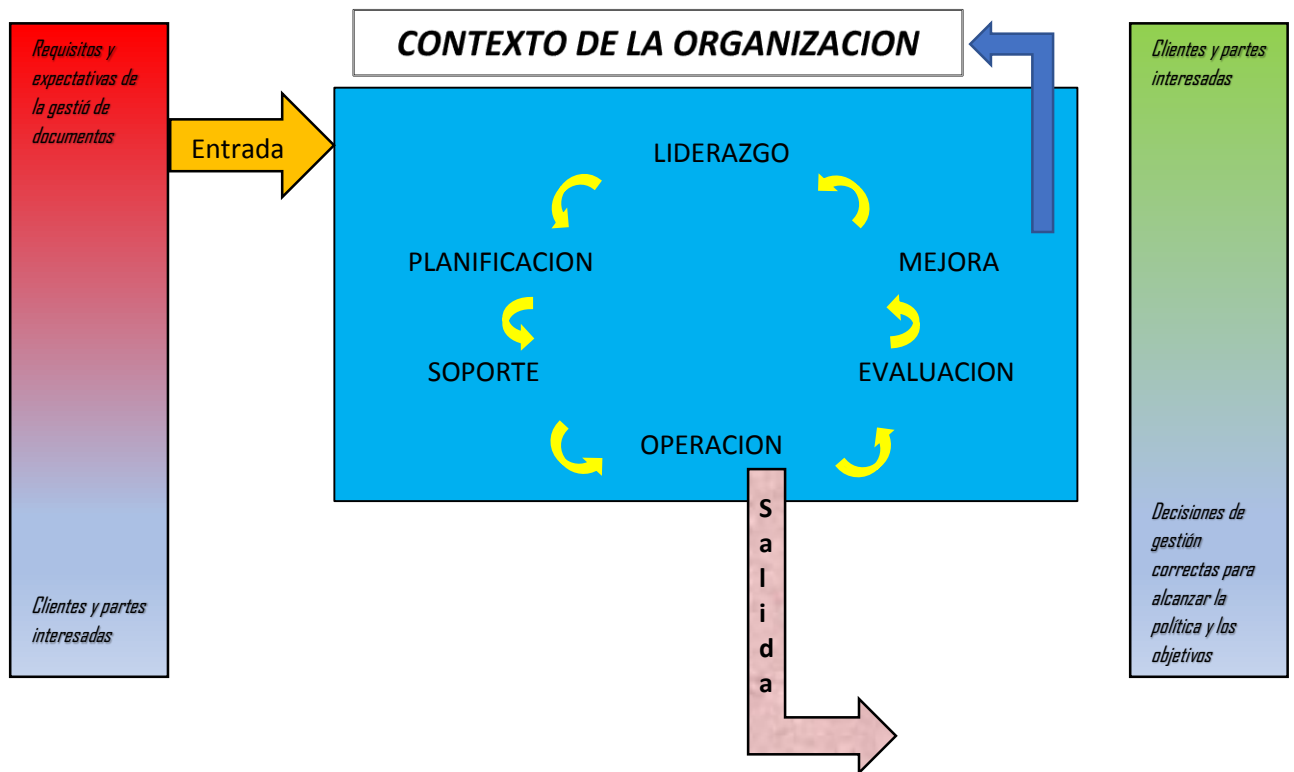 Requisitos y
expectativas de
la gestió de
documentos
Clientes y partes
interesadas
Entrada
CONTEXTO DE LA ORGANIZACION
LIDERAZGO
PLANIFICACION
MEJORA
SOPORTE
EVALUACION
OPERACION
Salida
Clientes y partes
interesadas
Decisiones de
gestión
correctas para
alcanzar la
política y los
objetivos